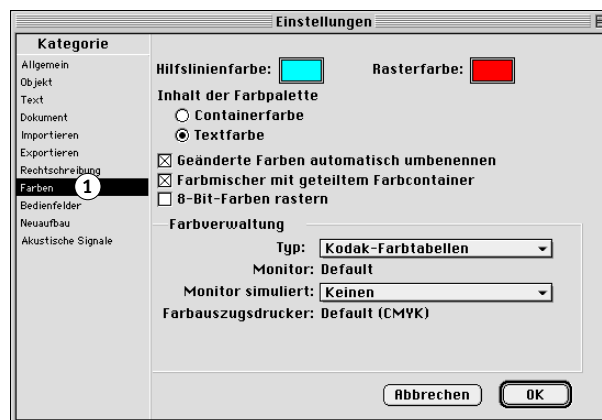 Einstellungen
Kategorie
Allgemein
Objekt
Text
Dokument
Importieren
Exportieren
Rechtschreibung
Farben
1
Bedienfelder
Neuaufbau
Akustische Signale
Hilfslinienfarbe:
Rasterfarbe:
Inhalt der Farbpalette
Containerfarbe
Textfarbe
Geänderte Farben automatisch umbenennen
Farbmischer mit geteiltem Farbcontainer
8-Bit-Farben rastern
Farbverwaltung
Typ: Kodak-Farbtabellen
Monitor: Default
Monitor simuliert: Keinen
Farbauszugsdrucker: Default (CMYK)
Abbrechen
OK